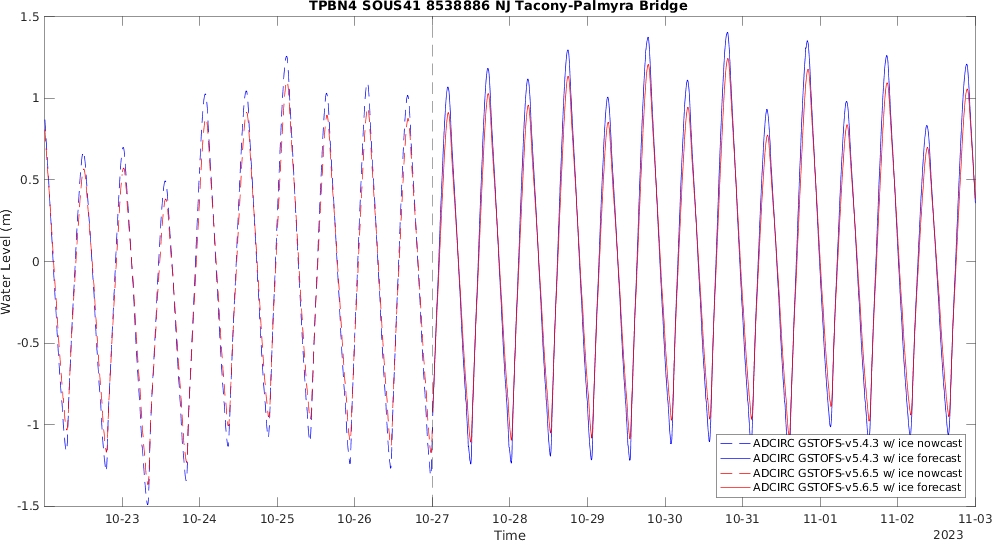 TPBN4 SOUS41 8538886 NJ Tacony-Palmyra Bridge
1.5
1
0.5
0
-0.5
-1
-1.5
Water Level (m)
10-23 10-24 10-25 10-26 10-27 10-28 10-29 10-30 10-31 11-01 11-02 11-03
Time
2023
ADCIRC GSTOFS-v5.4.3 w/ ice nowcast
ADCIRC GSTOFS-v5.4.3 w/ ice forecast
ADCIRC GSTOFS-v5.6.5 w/ ice nowcast
ADCIRC GSTOFS-v5.6.5 w/ ice forecast